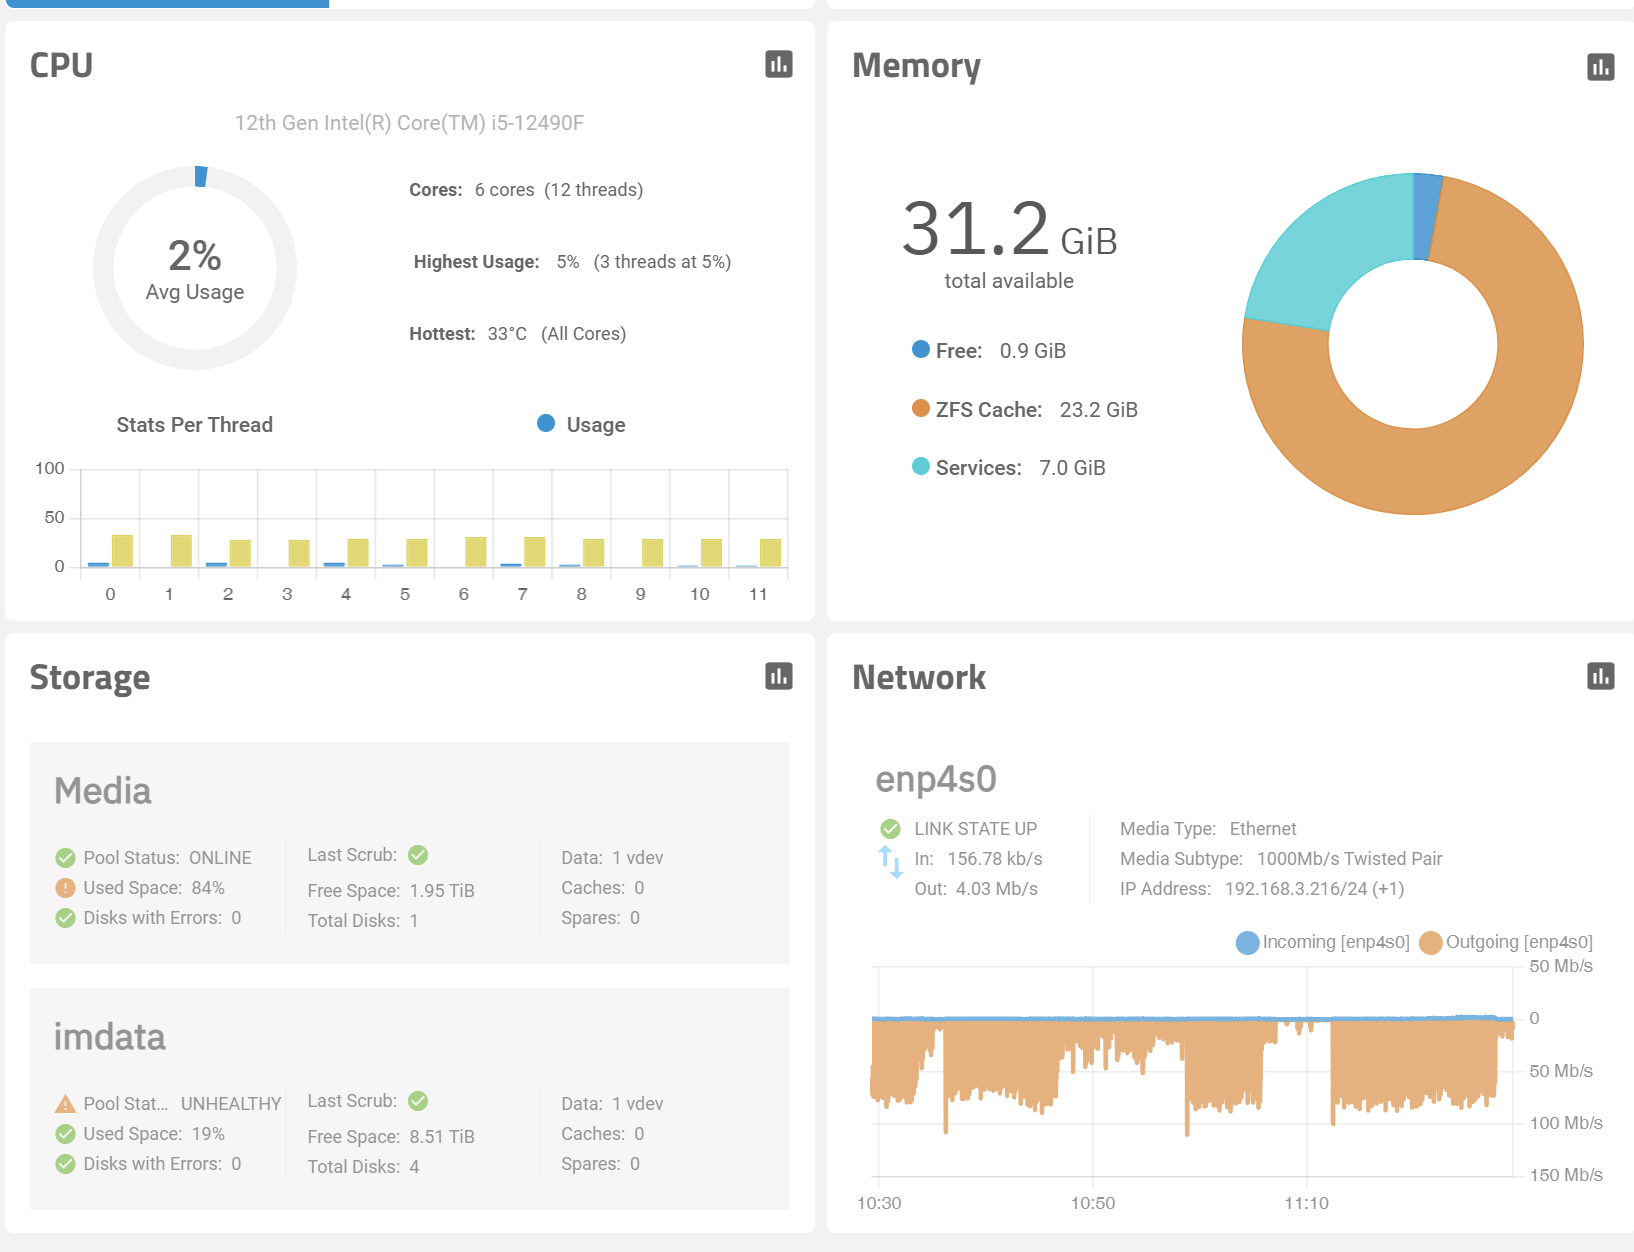 CPU
12th Gen Intel(R) Core(TM) i5-12490F
2%
Avg Usage
Cores: 6 cores (12 threads)
Highest Usage: 5% (3 threads at 5%)
Hottest: 33°C (All Cores)
Stats Per Thread
Usage
100
50
0
0 1 2 3 4 5 6 7 8 9 10 11
Memory
31.2 GiB
total available
Free: 0.9 GiB
ZFS Cache: 23.2 GiB
Services: 7.0 GiB
Storage
Media
Pool Status: ONLINE
Used Space: 84%
Disks with Errors: 0
Last Scrub:
Free Space: 1.95 TiB
Total Disks: 1
Data: 1 vdev
Caches: 0
Spares: 0
imdata
Pool Stat... UNHEALTHY
Used Space: 19%
Disks with Errors: 0
Last Scrub:
Free Space: 8.51 TiB
Total Disks: 4
Data: 1 vdev
Caches: 0
Spares: 0
Network
enp4s0
LINK STATE UP
In: 156.78 kb/s
Out: 4.03 Mb/s
Media Type: Ethernet
Media Subtype: 1000Mb/s Twisted Pair
IP Address: 192.168.3.216/24 (+1)
Incoming [enp4s0] Outgoing [enp4s0]
50 Mb/s
0
50 Mb/s
100 Mb/s
150 Mb/s
10:30 10:50 11:10